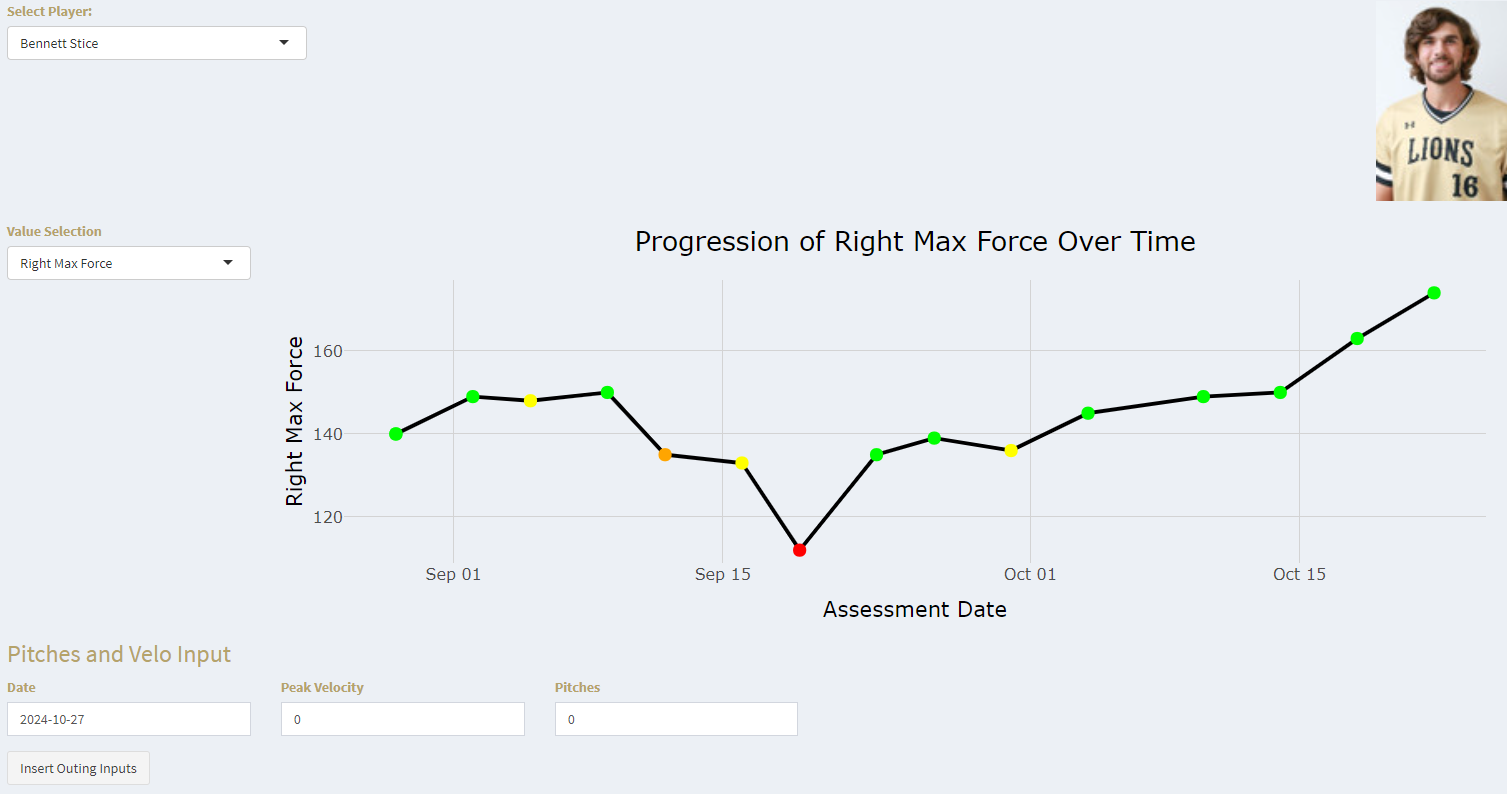 Select Player:
Bennett Stice
LIONS
16
Value Selection
Right Max Force
Progression of Right Max Force Over Time
Right Max Force
160
140
120
Sep 01
Sep 15
Oct 01
Oct 15
Assessment Date
Pitches and Velo Input
Date
Peak Velocity
Pitches
2024-10-27
0
0
Insert Outing Inputs